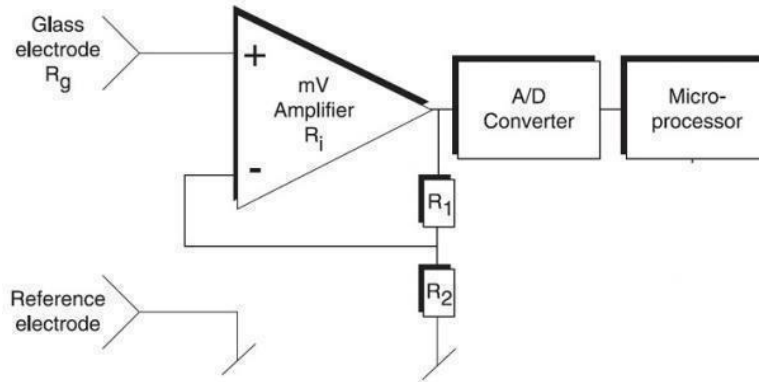 Glass
electrode
Rg
+
mV
Amplifier
Ri
-
A/D
Converter
Micro-
processor
R1
R2
Reference
electrode